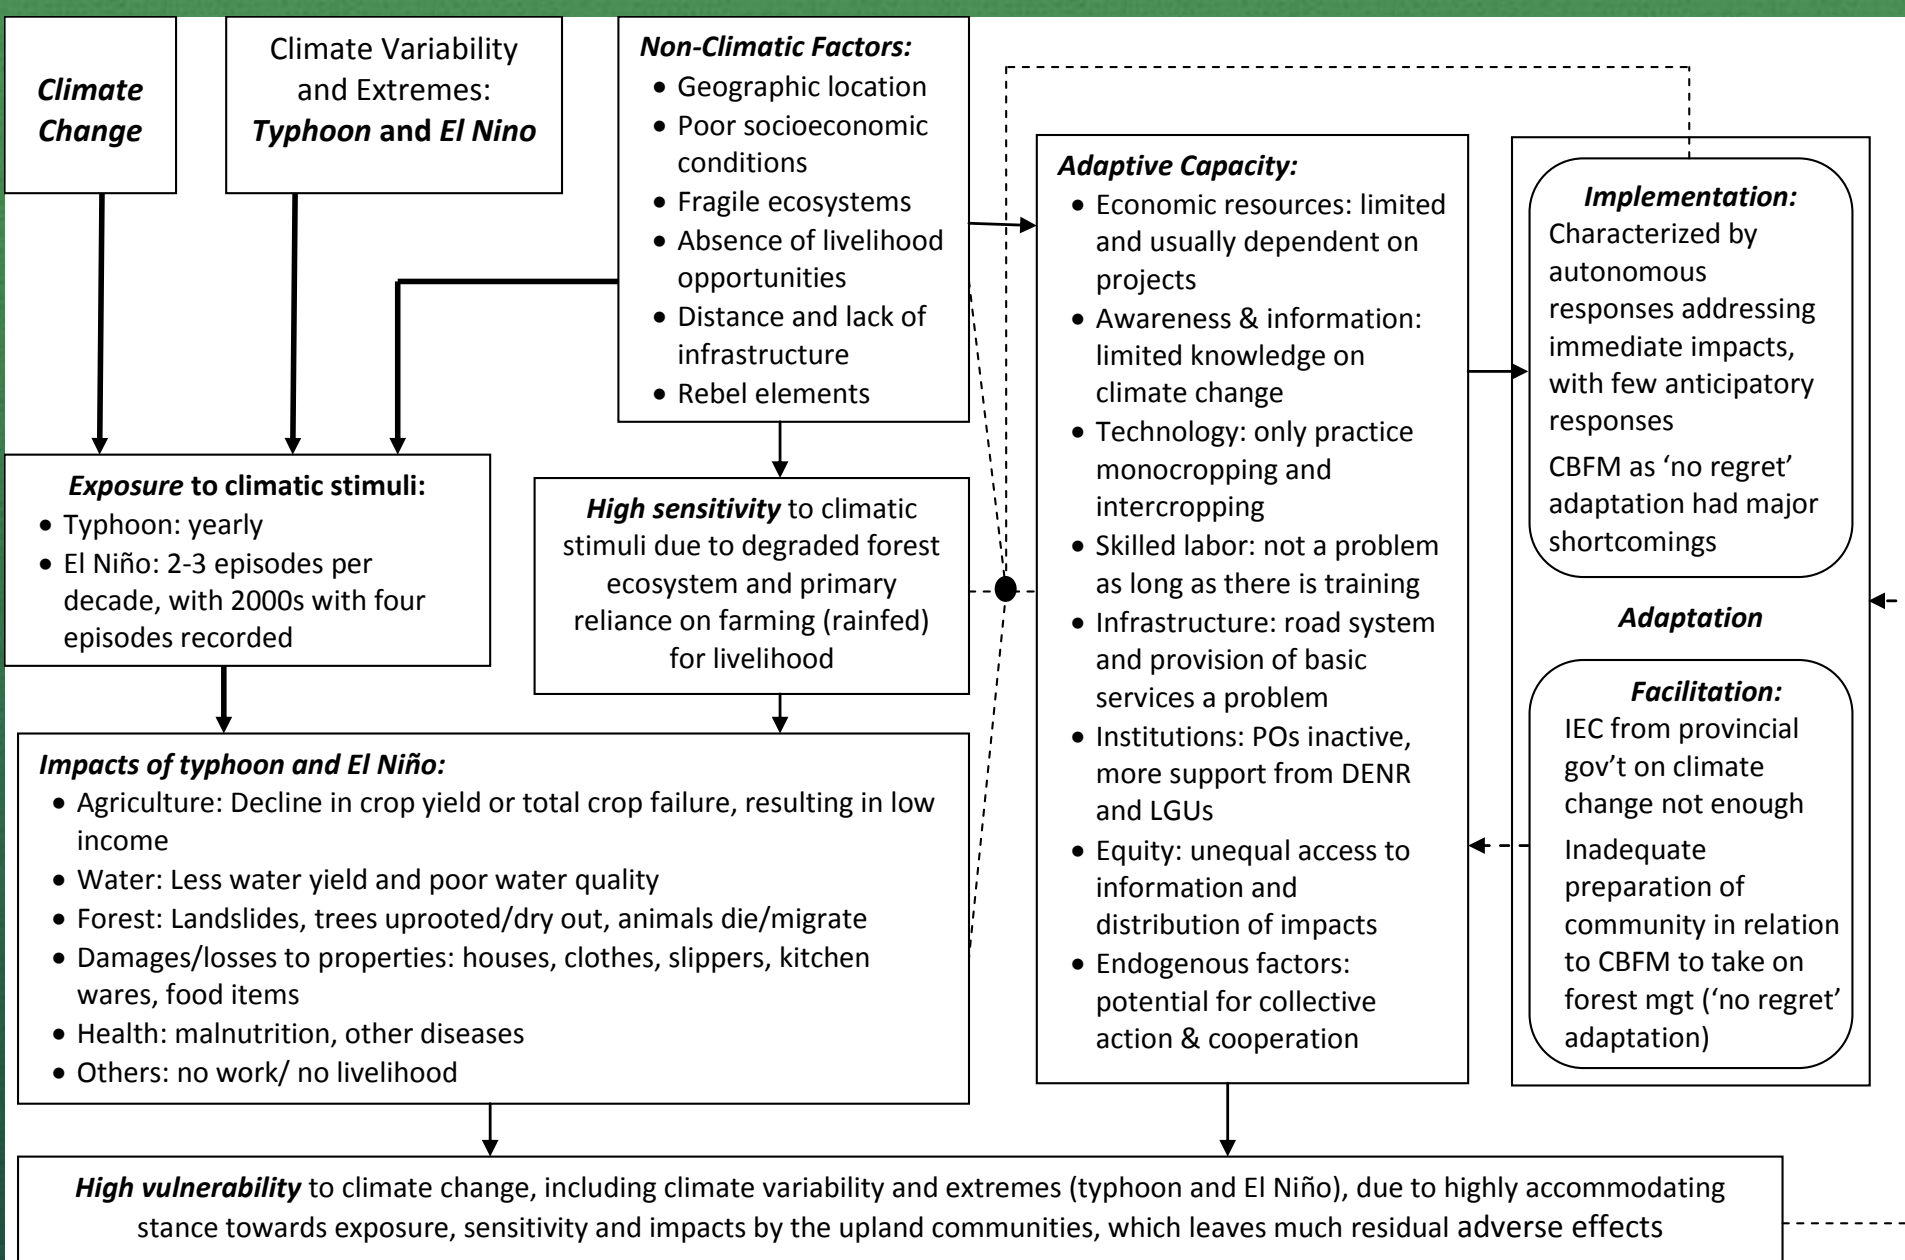 Climate
Change
Climate Variability
and Extremes:
Typhoon and El Nino
Non-Climatic Factors:
• Geographic location
• Poor socioeconomic
conditions
• Fragile ecosystems
• Absence of livelihood
opportunities
• Distance and lack of
infrastructure
• Rebel elements
Exposure to climatic stimuli:
• Typhoon: yearly
• El Niño: 2-3 episodes per
decade, with 2000s with four
episodes recorded
High sensitivity to climatic
stimuli due to degraded forest
ecosystem and primary
reliance on farming (rainfed)
for livelihood
Impacts of typhoon and El Niño:
• Agriculture: Decline in crop yield or total crop failure, resulting in low
income
• Water: Less water yield and poor water quality
• Forest: Landslides, trees uprooted/dry out, animals die/migrate
• Damages/losses to properties: houses, clothes, slippers, kitchen
wares, food items
• Health: malnutrition, other diseases
• Others: no work/ no livelihood
Adaptive Capacity:
• Economic resources: limited
and usually dependent on
projects
• Awareness & information:
limited knowledge on
climate change
• Technology: only practice
monocropping and
intercropping
• Skilled labor: not a problem
as long as there is training
• Infrastructure: road system
and provision of basic
services a problem
• Institutions: POs inactive,
more support from DENR
and LGUs
• Equity: unequal access to
information and
distribution of impacts
• Endogenous factors:
potential for collective
action & cooperation
Implementation:
Characterized by
autonomous
responses addressing
immediate impacts,
with few anticipatory
responses
CBFM as ‘no regret’
adaptation had major
shortcomings
Adaptation
Facilitation:
IEC from provincial
gov’t on climate
change not enough
Inadequate
preparation of
community in relation
to CBFM to take on
forest mgt (‘no regret’
adaptation)
High vulnerability to climate change, including climate variability and extremes (typhoon and El Niño), due to highly accommodating
stance towards exposure, sensitivity and impacts by the upland communities, which leaves much residual adverse effects